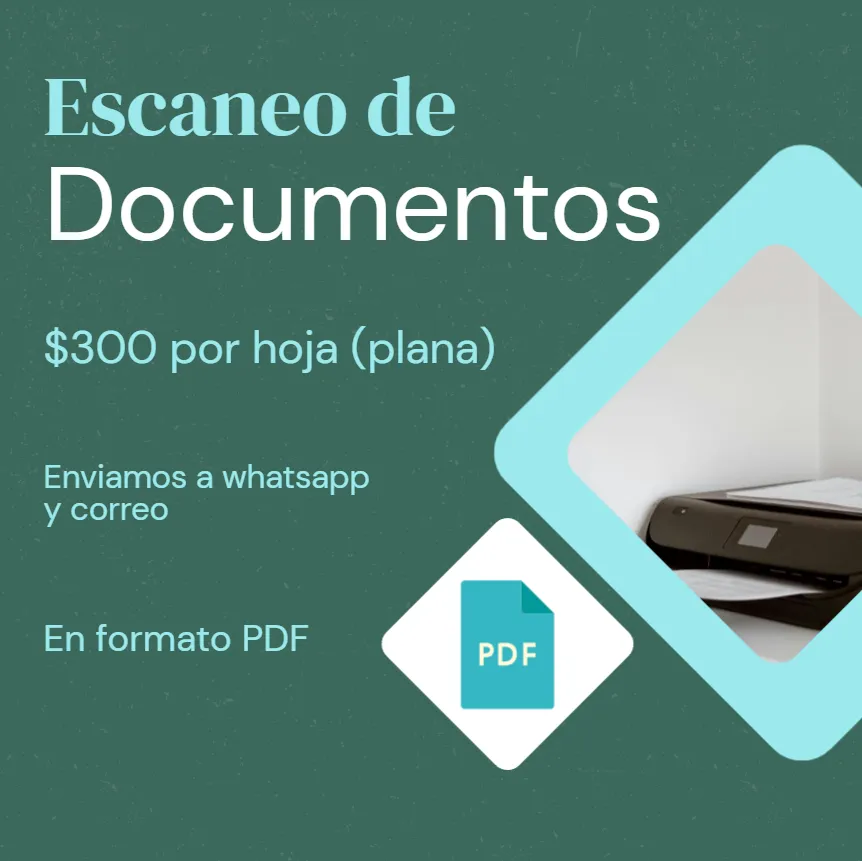 Escaneo de
Documentos
$300 por hoja (plana)
Enviamos a whatsapp
y correo
En formato PDF
PDF